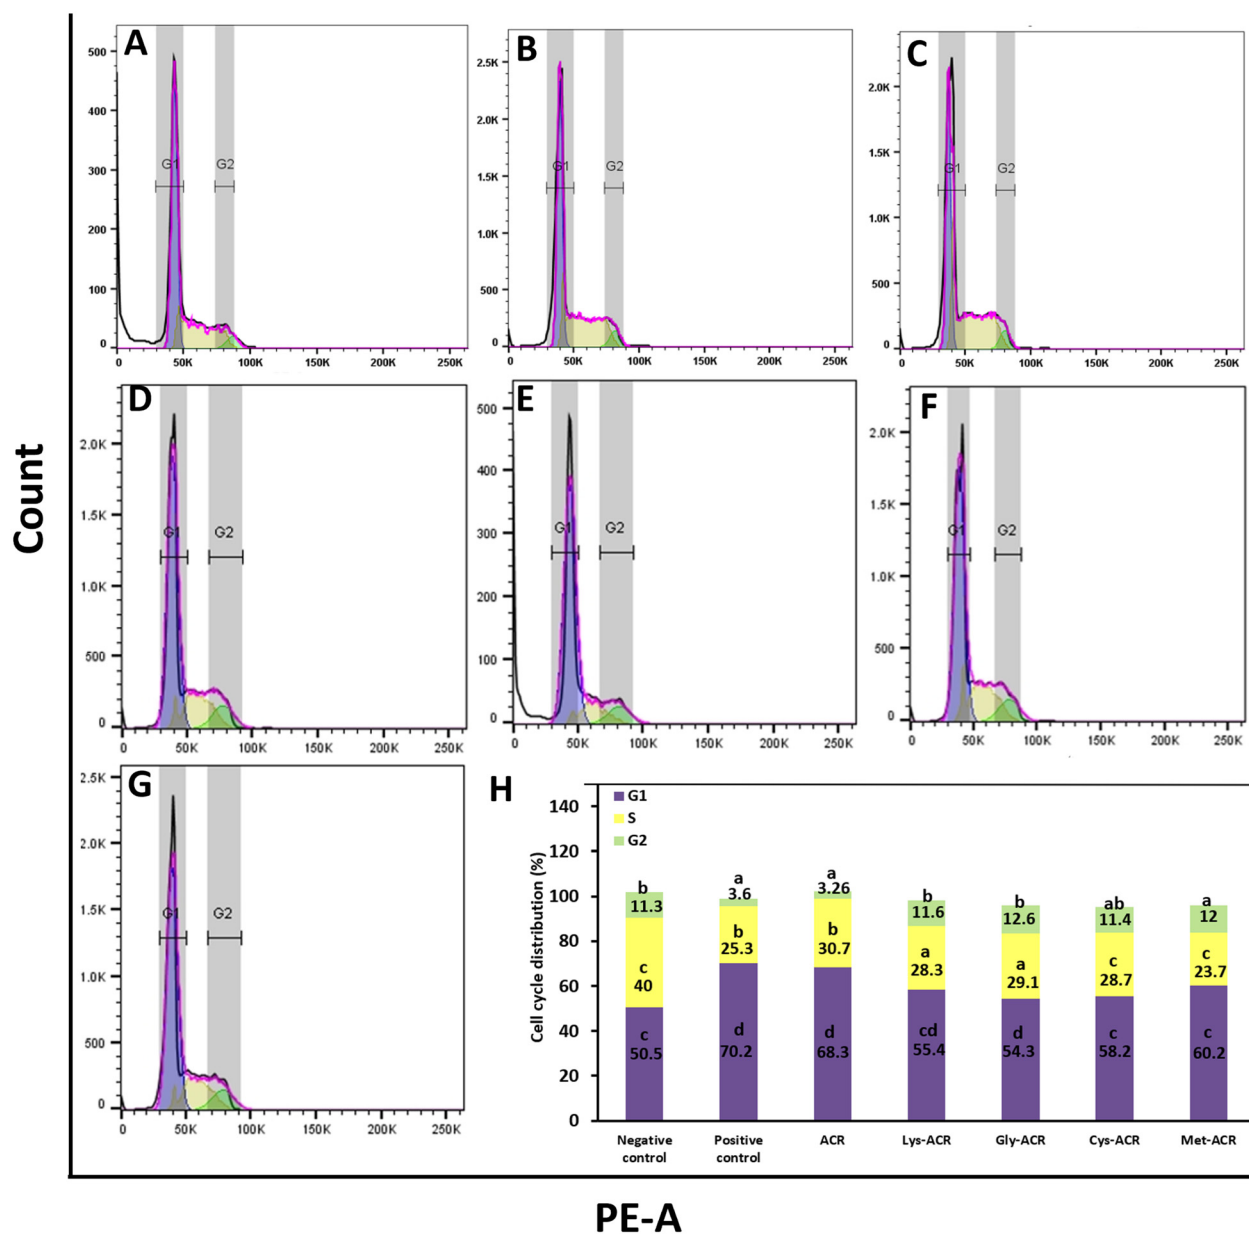 Count
A
500
400
300
200
100
0
G1
G2
0
50K
100K
150K
200K
250K
B
2.5K
2.0K
1.5K
1.0K
500
0
G1
G2
0
50K
100K
150K
200K
250K
C
2.0K
1.5K
1.0K
500
0
G1
G2
0
50K
100K
150K
200K
250K
D
2.0K
1.5K
1.0K
500
0
G1
G2
0
50K
100K
150K
200K
250K
E
500
400
300
200
100
0
G1
G2
0
50K
100K
150K
200K
250K
F
2.0K
1.5K
1.0K
500
0
G1
G2
0
50K
100K
150K
200K
250K
G
2.5K
2.0K
1.5K
1.0K
500
0
G1
G2
0
50K
100K
150K
200K
250K
H
G1
S
G2
Cell cycle distribution (%)
140
120
100
80
60
40
20
0
b
11.3
c
40
c
50.5
Negative
control
a
3.6
b
25.3
d
70.2
Positive
control
a
3.26
b
30.7
d
68.3
ACR
b
11.6
a
28.3
cd
55.4
Lys-ACR
b
12.6
a
29.1
d
54.3
Gly-ACR
ab
11.4
c
28.7
c
58.2
Cys-ACR
a
12
c
23.7
c
60.2
Met-ACR
PE-A